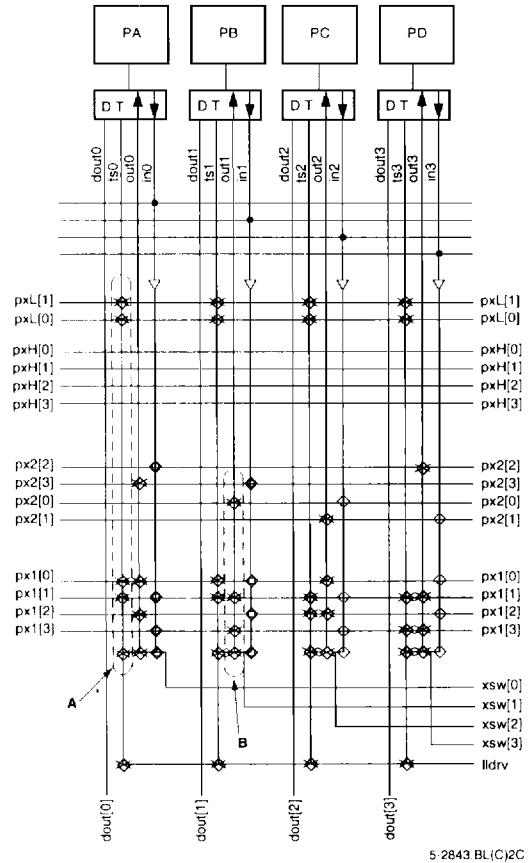 PA PB PC PD
D T D T D T D T
dout0 ts0 out0 in0 dout1 ts1 out1 in1 dout2 ts2 out2 in2 dout3 ts3 out3 in3
pxL[1] pxL[1]
pxL[0] pxL[0]
pxH[0] pxH[0]
pxH[1] pxH[1]
pxH[2] pxH[2]
pxH[3] pxH[3]
px2[2] px2[2]
px2[3] px2[3]
px2[0] px2[0]
px2[1] px2[1]
px1[0] px1[0]
px1[1] px1[1]
px1[2] px1[2]
px1[3] px1[3]
xsw[0]
A
xsw[1]
xsw[2]
B
xsw[3]
lldrv
dout[0] dout[1] dout[2] dout[3]
5-2843.BL(C)2C